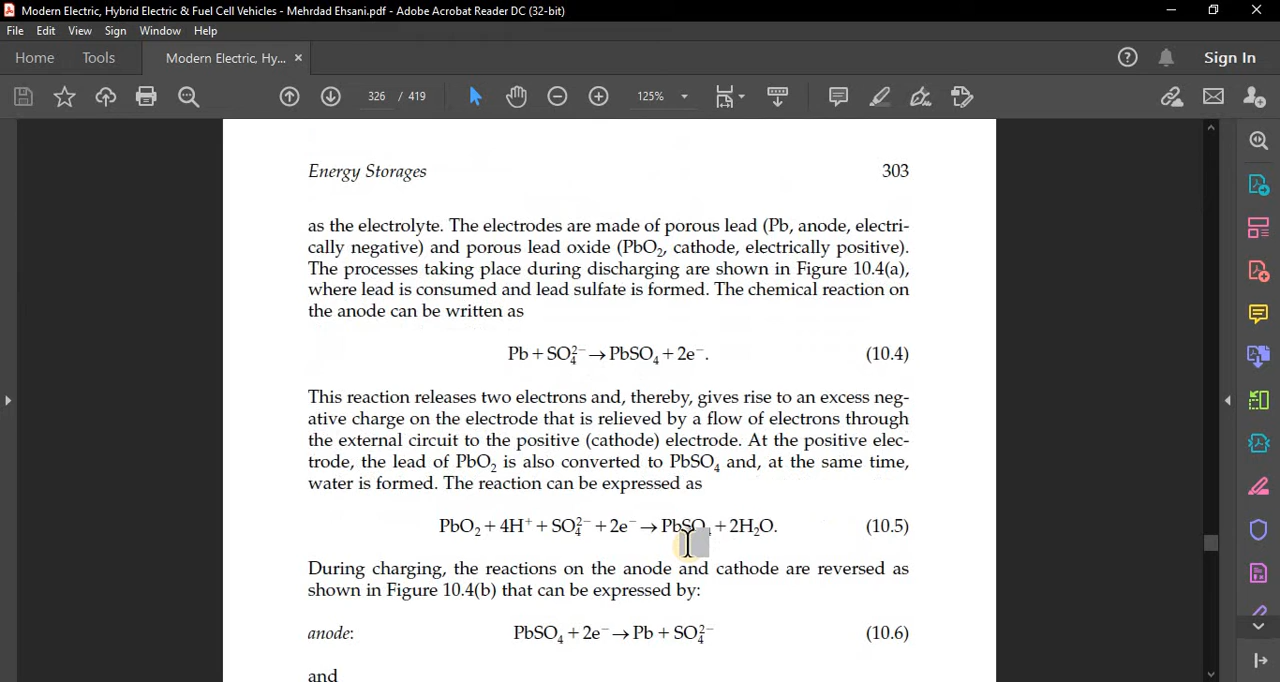 Modern Electric, Hybrid Electric & Fuel Cell Vehicles - Mehrdad Ehsani.pdf - Adobe Acrobat Reader DC (32-bit)
File Edit View Sign Window Help
Home Tools Modern Electric, Hy... × Sign In
326 / 419 125%
Energy Storages 303
as the electrolyte. The electrodes are made of porous lead (Pb, anode, electri-
cally negative) and porous lead oxide (PbO₂, cathode, electrically positive).
The processes taking place during discharging are shown in Figure 10.4(a),
where lead is consumed and lead sulfate is formed. The chemical reaction on
the anode can be written as
Pb + SO₄²⁻ → PbSO₄ + 2e⁻. (10.4)
This reaction releases two electrons and, thereby, gives rise to an excess neg-
ative charge on the electrode that is relieved by a flow of electrons through
the external circuit to the positive (cathode) electrode. At the positive elec-
trode, the lead of PbO₂ is also converted to PbSO₄ and, at the same time,
water is formed. The reaction can be expressed as
PbO₂ + 4H⁺ + SO₄²⁻ + 2e⁻ → PbSO₄ + 2H₂O. (10.5)
During charging, the reactions on the anode and cathode are reversed as
shown in Figure 10.4(b) that can be expressed by:
anode: PbSO₄ + 2e⁻ → Pb + SO₄²⁻ (10.6)
and